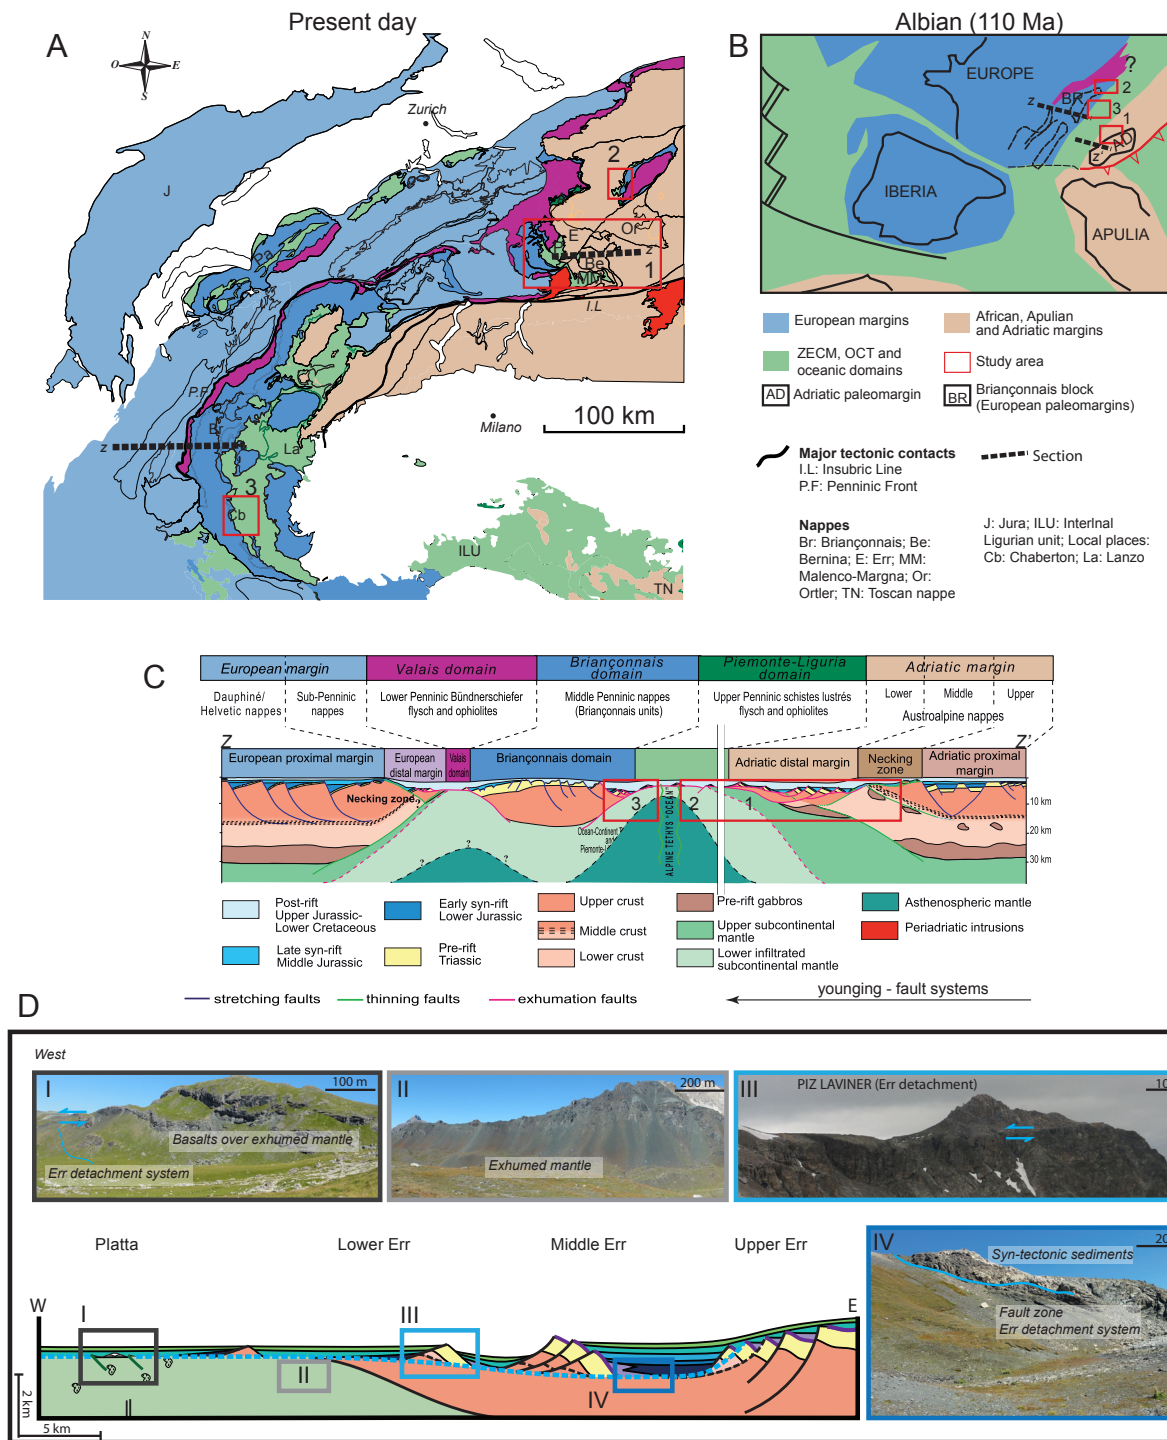 Present day
Albian (110 Ma)
A
N
O
E
S
Zurich
J
Pa
2
E
Or
P
z'
Be
MM
1
I.L
P.F
Br
z
La
Milano
100 km
3
Cb
ILU
TN
B
EUROPE
?
BR
2
z
3
1
AD
z'
IBERIA
APULIA
European margins
African, Apulian
and Adriatic margins
ZECM, OCT and
oceanic domains
Study area
AD
Adriatic paleomargin
BR
Briançonnais block
(European paleomargins)
Major tectonic contacts
I.L: Insubric Line
P.F: Penninic Front
Section
Nappes
Br: Briançonnais; Be:
Bernina; E: Err; MM:
Malenco-Margna; Or:
Ortler; TN: Toscan nappe
J: Jura; ILU: Interlnal
Ligurian unit; Local places:
Cb: Chaberton; La: Lanzo
C
European margin
Valais domain
Briançonnais
domain
Piemonte-Liguria
domain
Adriatic margin
Dauphiné/
Helvetic nappes
Sub-Penninic
nappes
Lower Penninic Bündnerschiefer
flysch and ophiolites
Middle Penninic nappes
(Briançonnais units)
Upper Penninic schistes lustrés
flysch and ophiolites
Lower
Middle
Upper
Austroalpine nappes
Z
Z'
European proximal margin
European
distal margin
Valais
domain
Briançonnais domain
Adriatic distal margin
Necking
zone
Adriatic proximal
margin
Necking zone
3
2
1
10 km
20 km
30 km
Ocean-Continent
and
ALPINE TETHYS "OCEAN"
?
?
?
Post-rift
Upper Jurassic-
Lower Cretaceous
Early syn-rift
Lower Jurassic
Upper crust
Pre-rift gabbros
Asthenospheric mantle
Middle crust
Upper subcontinental
mantle
Periadriatic intrusions
Late syn-rift
Middle Jurassic
Pre-rift
Triassic
Lower crust
Lower infiltrated
subcontinental mantle
stretching faults
thinning faults
exhumation faults
younging - fault systems
D
West
I
100 m
Basalts over exhumed mantle
Err detachment system
II
200 m
Exhumed mantle
III
PIZ LAVINER (Err detachment)
IV
Syn-tectonic sediments
Fault zone
Err detachment system
Platta
Lower Err
Middle Err
Upper Err
W
E
I
II
III
IV
2 km
5 km